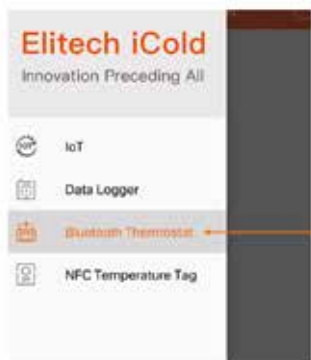 Elitech iCold
Innovation Preceding All
IoT
Data Logger
Bluetooth Thermostat
NFC Temperature Tag